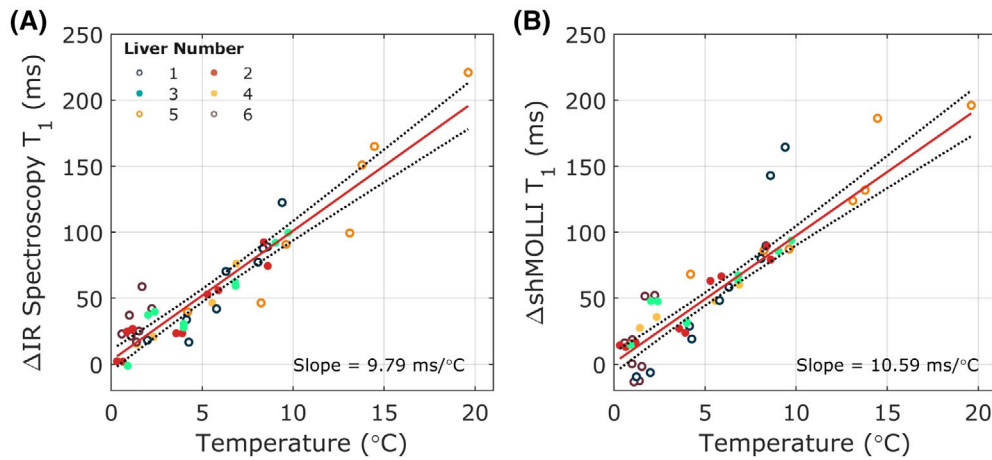 (A)
ΔIR Spectroscopy T1 (ms)
250
200
150
100
50
0
Liver Number
1 2
3 4
5 6
Slope = 9.79 ms/°C
0 5 10 15 20
Temperature (°C)
(B)
ΔshMOLLI T1 (ms)
250
200
150
100
50
0
Slope = 10.59 ms/°C
0 5 10 15 20
Temperature (°C)